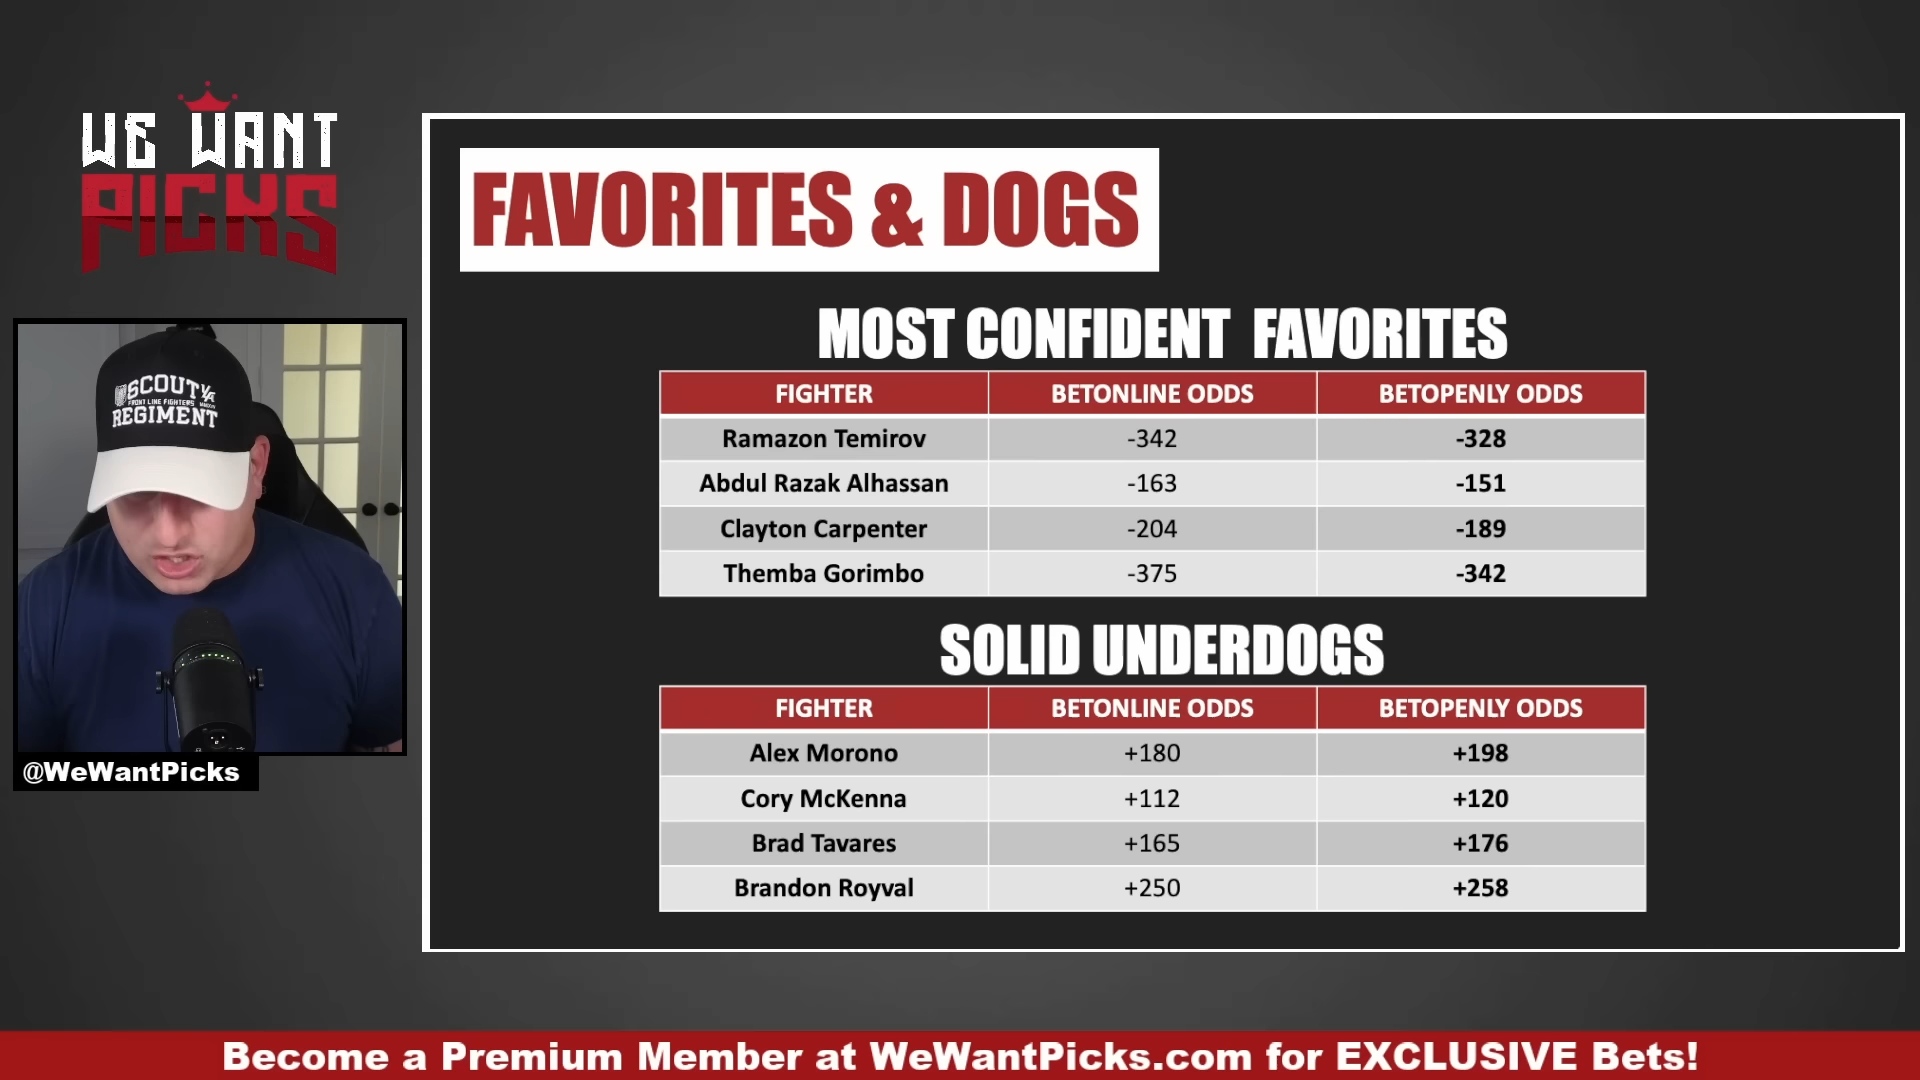 WE WANT
PICKS
SCOUT
FRONT LINE FIGHTERS
REGIMENT
@WeWantPicks
FAVORITES & DOGS
MOST CONFIDENT FAVORITES
FIGHTER BETONLINE ODDS BETOPENLY ODDS
Ramazon Temirov -342 -328
Abdul Razak Alhassan -163 -151
Clayton Carpenter -204 -189
Themba Gorimbo -375 -342
SOLID UNDERDOGS
FIGHTER BETONLINE ODDS BETOPENLY ODDS
Alex Morono +180 +198
Cory McKenna +112 +120
Brad Tavares +165 +176
Brandon Royval +250 +258
Become a Premium Member at WeWantPicks.com for EXCLUSIVE Bets!